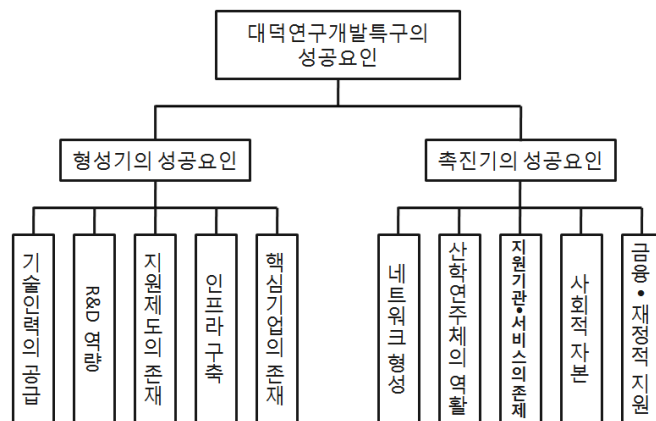 대덕연구개발특구의
성공요인
형성기의 성공요인
촉진기의 성공요인
기술인력의 공급
R&D 역량
지원제도의 존재
인프라 구축
핵심기업의 존재
네트워크 형성
산학연주체의 역활
지원기관•서비스의존제
사회적 자본
금융•재정적 지원